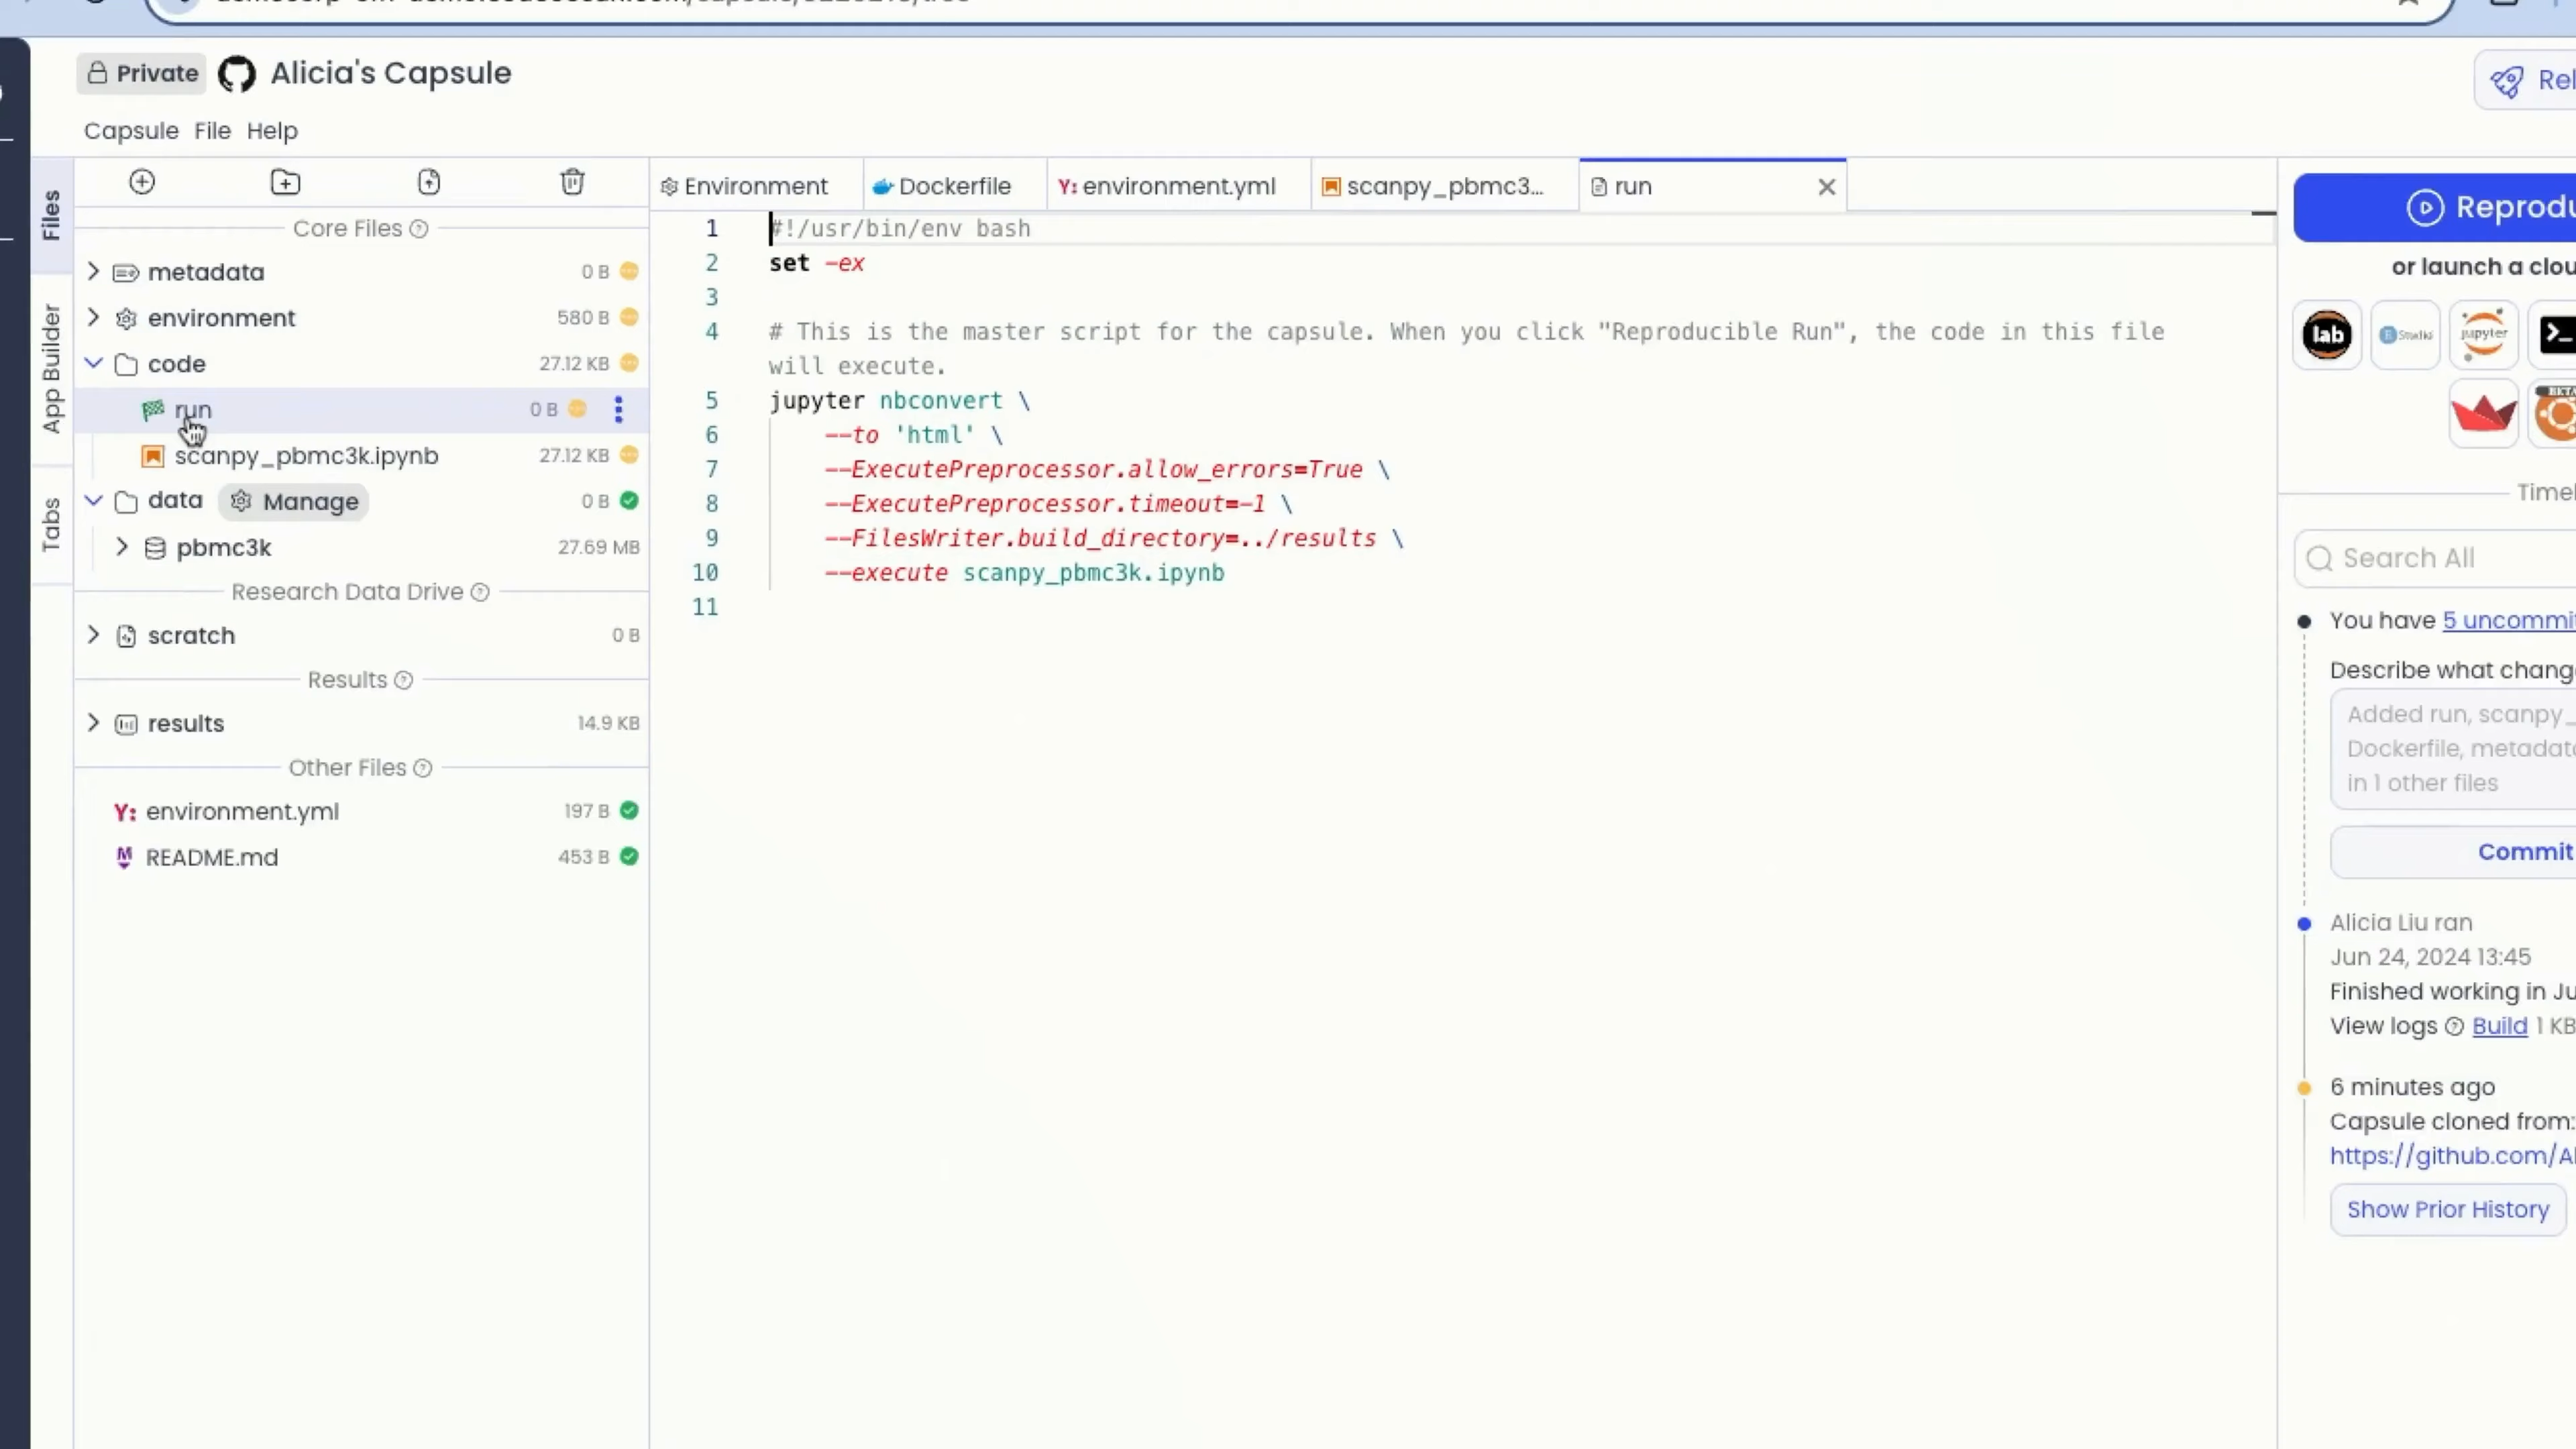 Private Alicia's Capsule
Rel
Capsule File Help
Files
App Builder
Tabs
Core Files
metadata 0 B
environment 580 B
code 27.12 KB
run 0 B
scanpy_pbmc3k.ipynb 27.12 KB
data Manage 0 B
pbmc3k 27.69 MB
Research Data Drive
scratch 0 B
Results
results 14.9 KB
Other Files
Y: environment.yml 197 B
README.md 453 B
Environment Dockerfile Y: environment.yml scanpy_pbmc3... run
1 #!/usr/bin/env bash
2 set -ex
3
4 # This is the master script for the capsule. When you click "Reproducible Run", the code in this file
will execute.
5 jupyter nbconvert \
6 --to 'html' \
7 --ExecutePreprocessor.allow_errors=True \
8 --ExecutePreprocessor.timeout=-1 \
9 --FilesWriter.build_directory=../results \
10 --execute scanpy_pbmc3k.ipynb
11
Reprodu
or launch a clou
lab Studio jupyter
Timel
Search All
You have 5 uncommit
Describe what chang
Added run, scanpy_
Dockerfile, metadat
in 1 other files
Commit
Alicia Liu ran
Jun 24, 2024 13:45
Finished working in Ju
View logs Build 1 KB
6 minutes ago
Capsule cloned from:
https://github.com/Al
Show Prior History